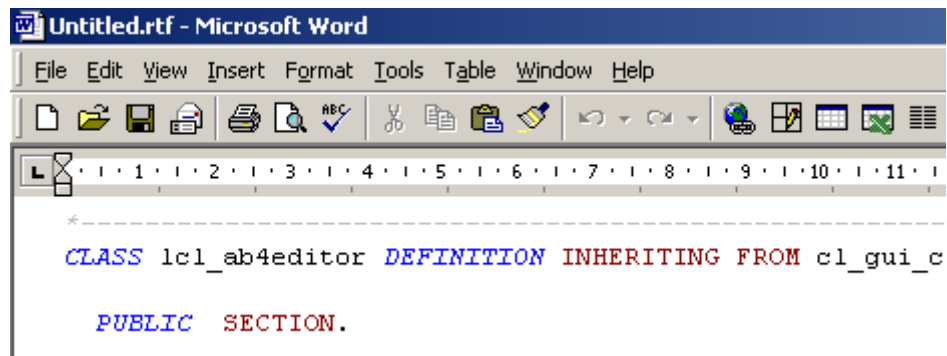 Untitled.rtf - Microsoft Word
File Edit View Insert Format Tools Table Window Help
ABC
L 1 2 3 4 5 6 7 8 9 10 11
*--------------------------------------------------------
CLASS lcl_ab4editor DEFINITION INHERITING FROM cl_gui_c
PUBLIC SECTION.